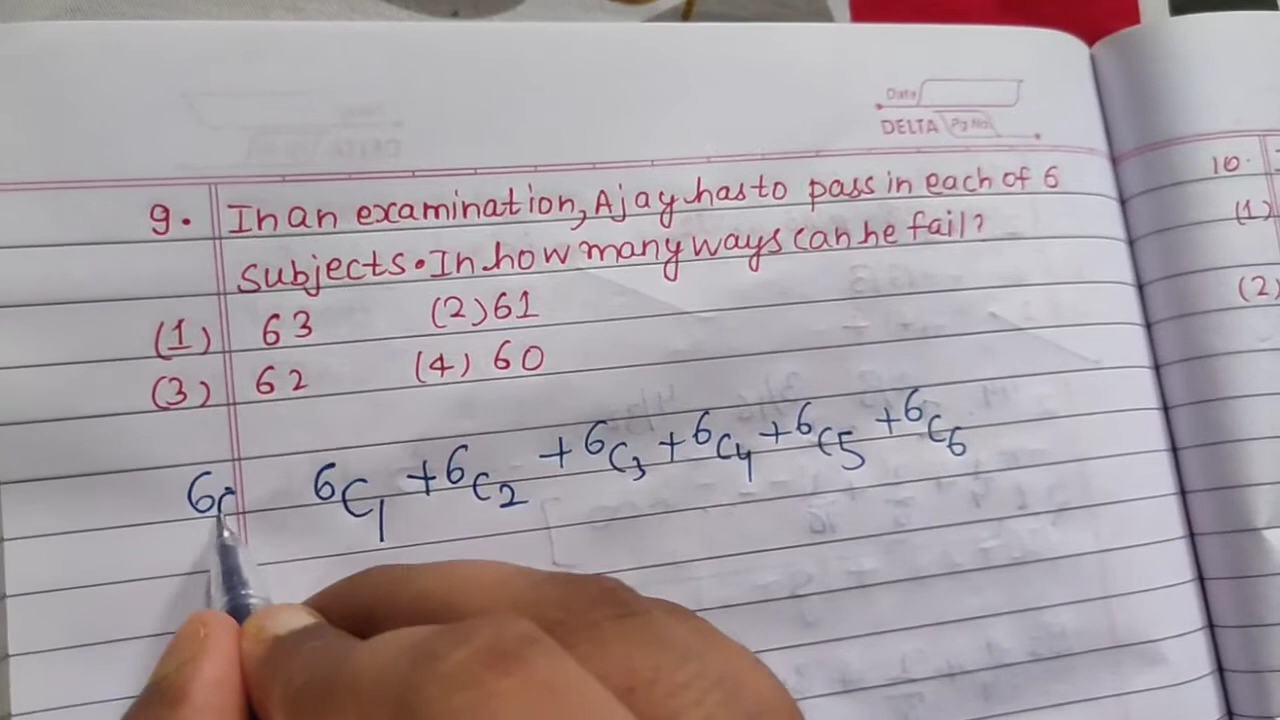 Date
DELTA Pg No
9. In an examination, Ajay has to pass in each of 6
subjects. In how many ways can he fail?
(1) 63 (2) 61
(3) 62 (4) 60
6C 6C1 + 6C2 + 6C3 + 6C4 + 6C5 + 6C6
10.
(1)
(2)